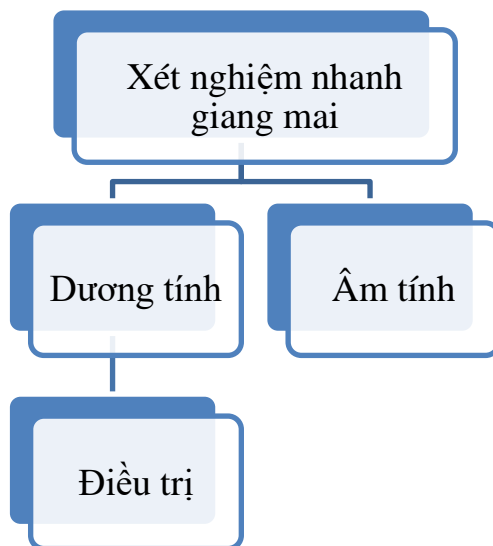 Xét nghiệm nhanh
giang mai
Dương tính
Âm tính
Điều trị